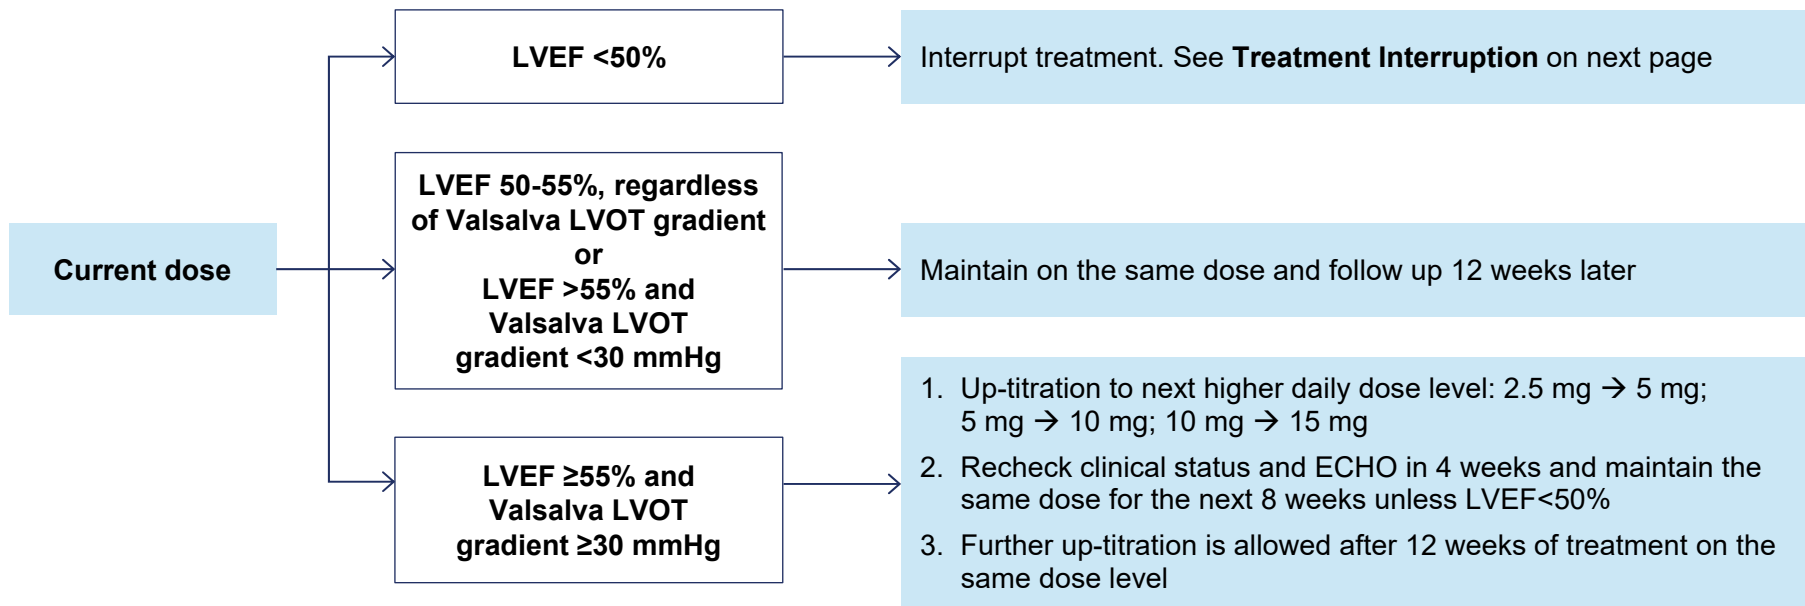 LVEF <50%
Interrupt treatment. See Treatment Interruption on next page
Current dose
LVEF 50-55%, regardless
of Valsalva LVOT gradient
or
LVEF >55% and
Valsalva LVOT
gradient <30 mmHg
Maintain on the same dose and follow up 12 weeks later
LVEF ≥55% and
Valsalva LVOT
gradient ≥30 mmHg
1. Up-titration to next higher daily dose level: 2.5 mg → 5 mg;
5 mg → 10 mg; 10 mg → 15 mg
2. Recheck clinical status and ECHO in 4 weeks and maintain the
same dose for the next 8 weeks unless LVEF<50%
3. Further up-titration is allowed after 12 weeks of treatment on the
same dose level